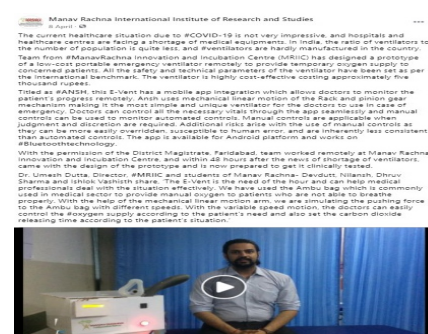 Manav Rachna International Institute of Research and Studies
8 April ·
The current healthcare situation due to #COVID-19 is not very impressive, and hospitals and
healthcare centres are facing a shortage of medical equipments. In India, the ratio of ventilators to
the number of population is quite less, and #ventilators are hardly manufactured in the country.
Team from #ManavRachna Innovation and Incubation Centre (MRIIC) has designed a prototype
of a low-cost portable emergency ventilator remotely to provide temporary oxygen supply to
concerned patients. All the safety and technical parameters of the ventilator have been set as per
the International benchmark. The ventilator is highly cost-effective costing approximately five
thousand rupees.
Titled as #ANSH, this E-Vent has a mobile app integration which allows doctors to monitor the
patient's progress remotely. Ansh uses mechanical linear motion of the Rack and pinion gear
mechanism making it the most simple and unique ventilator for the doctors to use in case of
emergency. Doctors can control all the necessary steps through the app seamlessly and manual
controls can be used to monitor automated controls. Manual controls are applicable when
judgment and discretion are required. Additional risks arise with the use of manual controls as
they can be more easily overridden, susceptible to human error, and are inherently less consistent
than automated controls. The app is available for Android platform and works on
#Bluetoothtechnology.
With the permission of the District Magistrate, Faridabad, team worked remotely at Manav Rachna
Innovation and Incubation Centre, and within 48 hours after the news of shortage of ventilators,
came with the design of the prototype and is now prepared to get it clinically tested.
Dr. Umesh Dutta, Director, #MRIIC and students of Manav Rachna- Devdutt, Nilansh, Dhruv
Sharma and Ishlok Vashisth share, 'The E-Vent is the need of the hour and can help medical
professionals deal with the situation effectively. We have used the Ambu bag which is commonly
used in medical sector to provide manual oxygen to patients who are not able to breathe
properly. With the help of the mechanical linear motion arm, we are simulating the pushing force
to the Ambu bag with different speeds. With the variable speed motion, the doctors can easily
control the #oxygen supply according to the patient's need and also set the carbon dioxide
releasing time according to the patient's situation.'